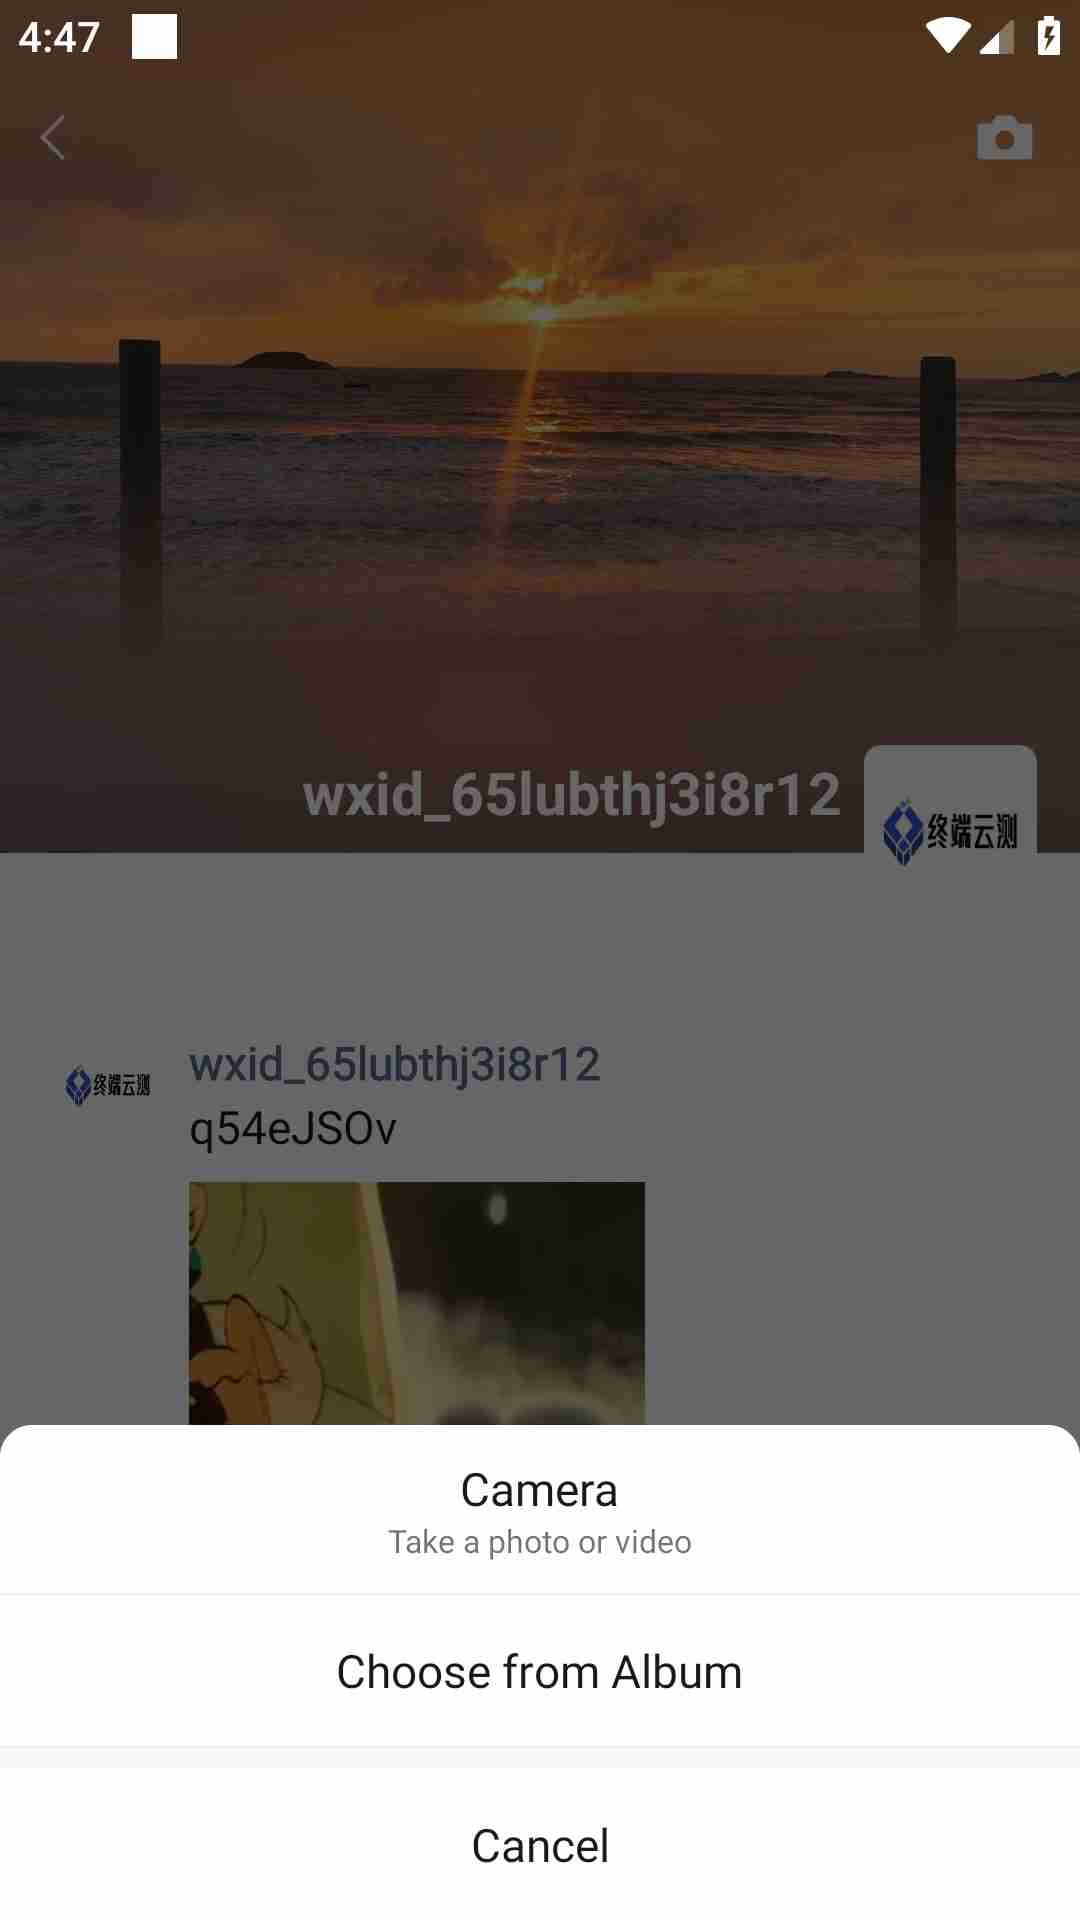 4:47
wxid_65lubthj3i8r12
终端云测
wxid_65lubthj3i8r12
终端云测
q54eJSOv
Camera
Take a photo or video
Choose from Album
Cancel